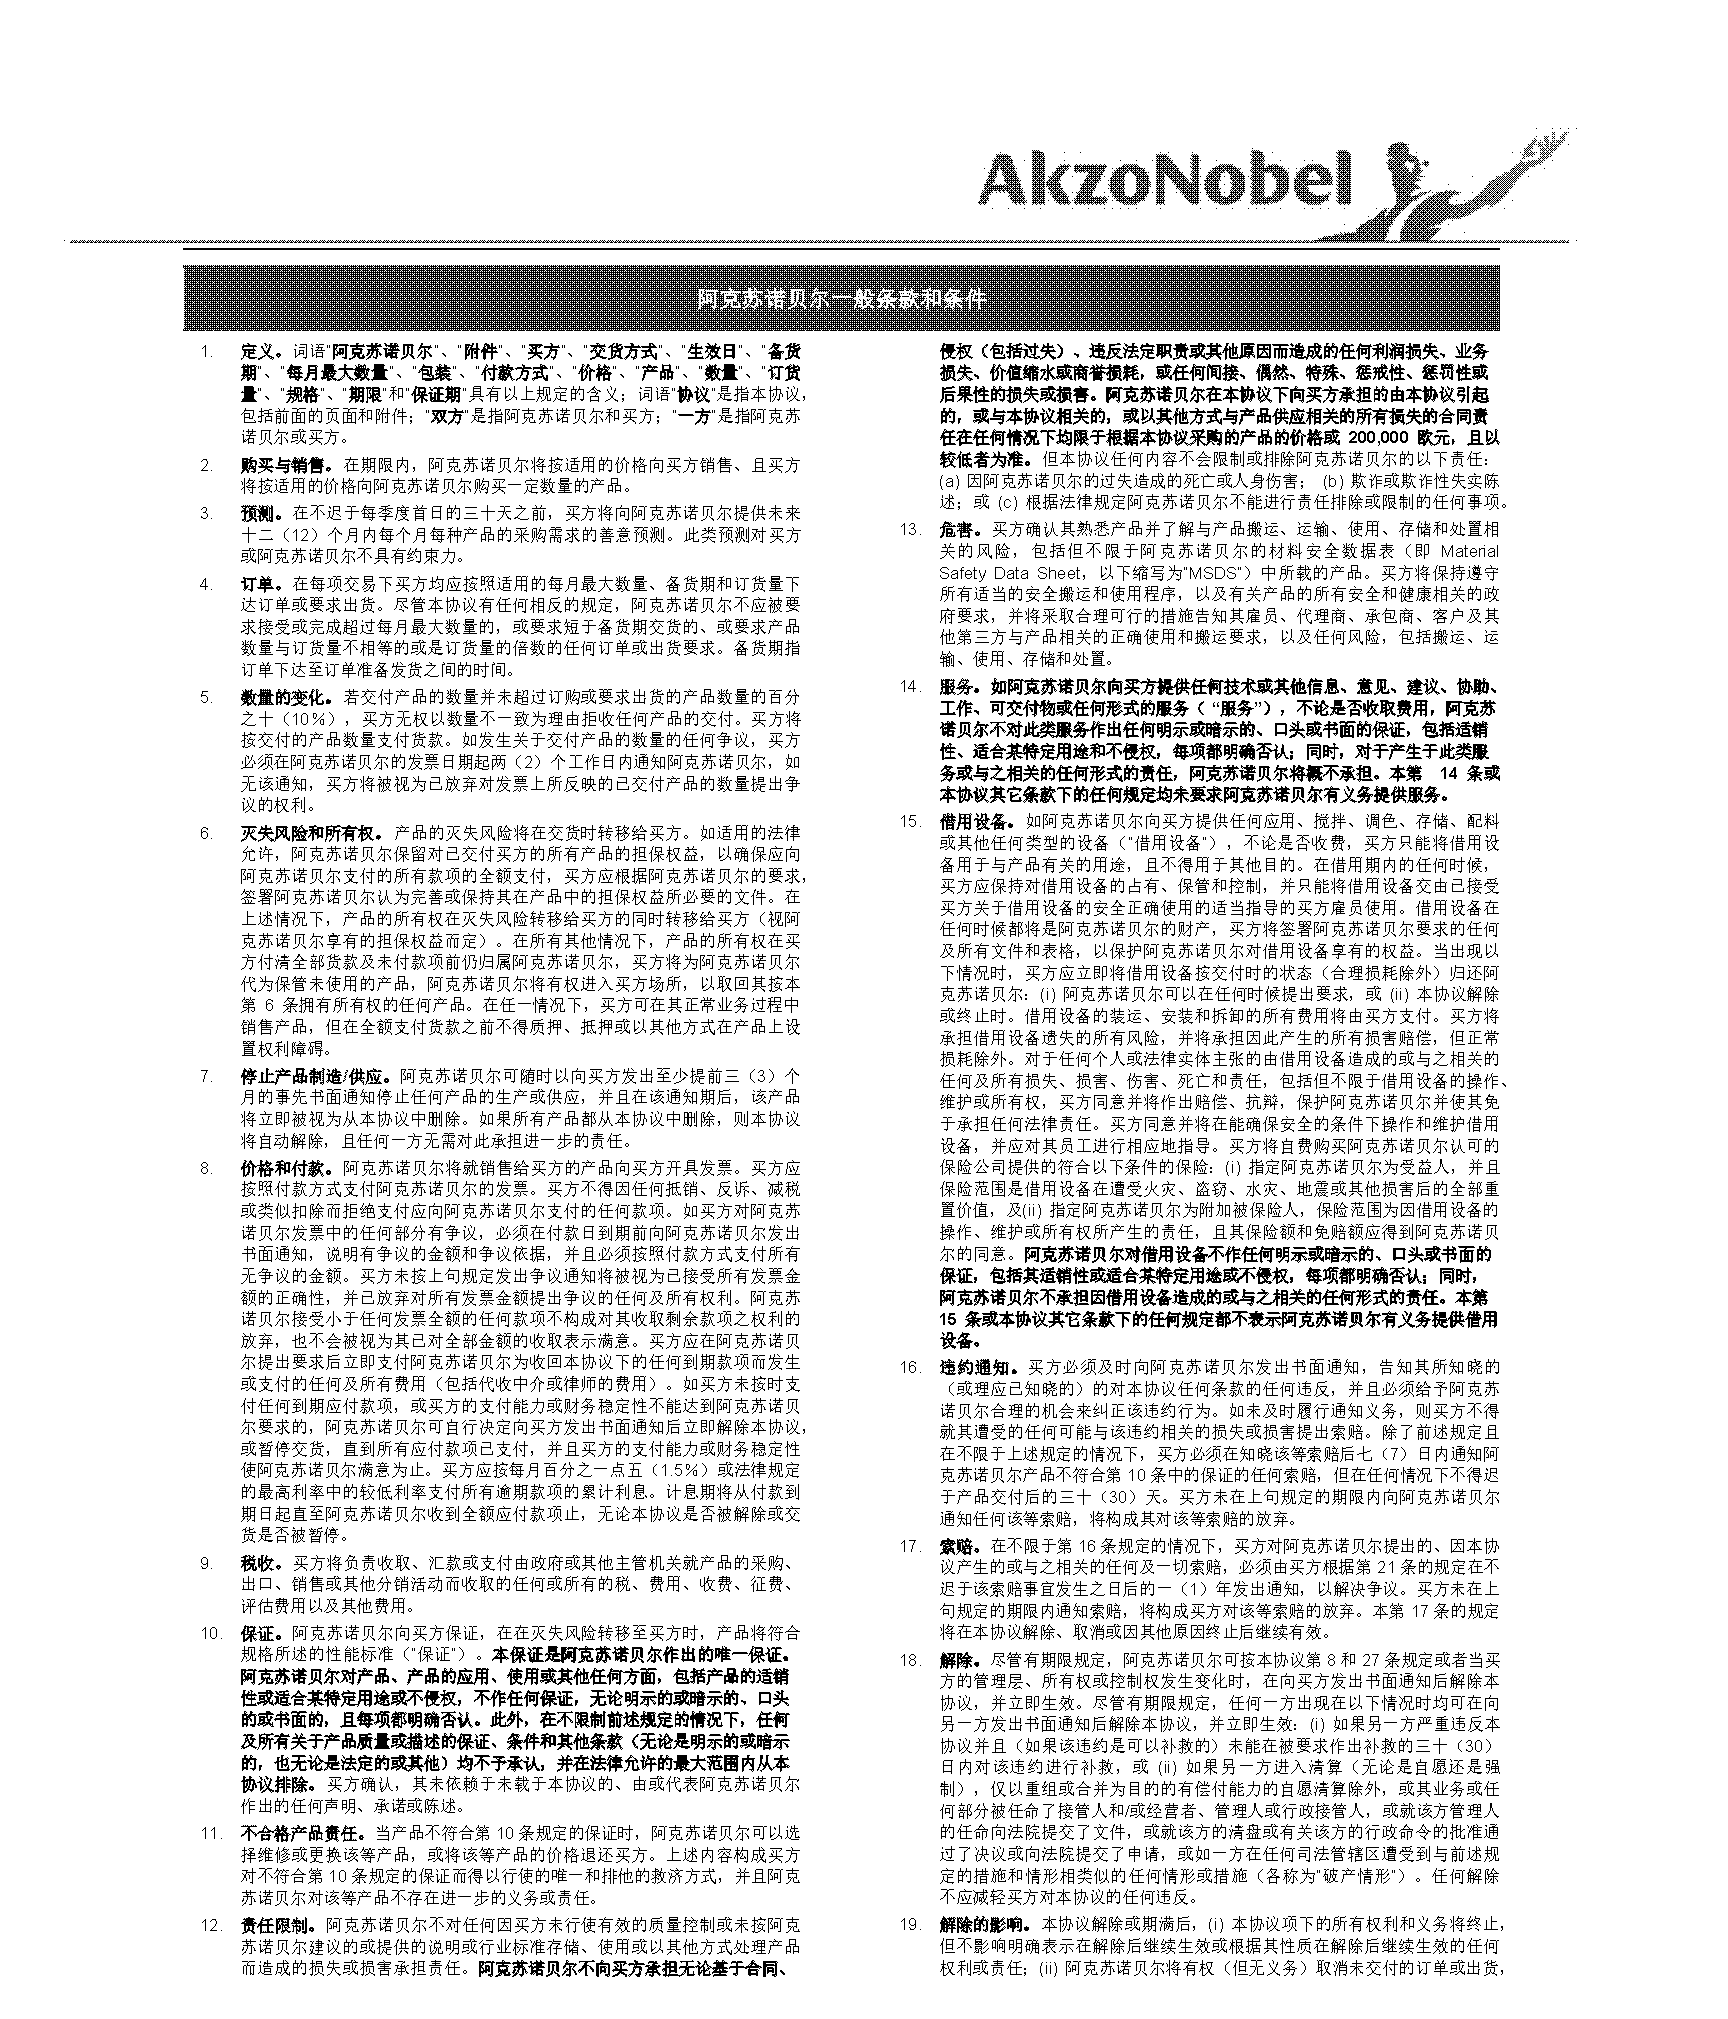 AkzoNobel
阿克苏诺贝尔一般条款和条件
1. 定义。词语“阿克苏诺贝尔”、“附件”、“买方”、“交货方式”、“生效日”、“备货
期”、“每月最大数量”、“包装”、“付款方式”、“价格”、“产品”、“数量”、“订货
量”、“规格”、“期限”和“保证期”具有以上规定的含义；词语“协议”是指本协议，
包括前面的页面和附件；“双方”是指阿克苏诺贝尔和买方；“一方”是指阿克苏
诺贝尔或买方。
2. 购买与销售。在期限内，阿克苏诺贝尔将按适用的价格向买方销售、且买方
将按适用的价格向阿克苏诺贝尔购买一定数量的产品。
3. 预测。在不迟于每季度首日的三十天之前，买方将向阿克苏诺贝尔提供未来
十二（12）个月内每个月每种产品的采购需求的善意预测。此类预测对买方
或阿克苏诺贝尔不具有约束力。
4. 订单。在每项交易下买方均应按照适用的每月最大数量、备货期和订货量下
达订单或要求出货。尽管本协议有任何相反的规定，阿克苏诺贝尔不应被要
求接受或完成超过每月最大数量的，或要求短于备货期交货的、或要求产品
数量与订货量不相等的或是订货量的倍数的任何订单或出货要求。备货期指
订单下达至订单准备发货之间的时间。
5. 数量的变化。若交付产品的数量并未超过订购或要求出货的产品数量的百分
之十（10%），买方无权以数量不一致为理由拒收任何产品的交付。买方将
按交付的产品数量支付货款。如发生关于交付产品的数量的任何争议，买方
必须在阿克苏诺贝尔的发票日期起两（2）个工作日内通知阿克苏诺贝尔，如
无该通知，买方将被视为已放弃对发票上所反映的已交付产品的数量提出争
议的权利。
6. 灭失风险和所有权。产品的灭失风险将在交货时转移给买方。如适用的法律
允许，阿克苏诺贝尔保留对已交付买方的所有产品的担保权益，以确保应向
阿克苏诺贝尔支付的所有款项的全额支付，买方应根据阿克苏诺贝尔的要求，
签署阿克苏诺贝尔认为完善或保持其在产品中的担保权益所必要的文件。在
上述情况下，产品的所有权在灭失风险转移给买方的同时转移给买方（视阿
克苏诺贝尔享有的担保权益而定）。在所有其他情况下，产品的所有权在买
方付清全部货款及未付款项前仍归属阿克苏诺贝尔，买方将为阿克苏诺贝尔
代为保管未使用的产品，阿克苏诺贝尔将有权进入买方场所，以取回其按本
第 6 条拥有所有权的任何产品。在任一情况下，买方可在其正常业务过程中
销售产品，但在全额支付货款之前不得质押、抵押或以其他方式在产品上设
置权利障碍。
7. 停止产品制造/供应。阿克苏诺贝尔可随时以向买方发出至少提前三（3）个
月的事先书面通知停止任何产品的生产或供应，并且在该通知期后，该产品
将立即被视为从本协议中删除。如果所有产品都从本协议中删除，则本协议
将自动解除，且任何一方无需对此承担进一步的责任。
8. 价格和付款。阿克苏诺贝尔将就销售给买方的产品向买方开具发票。买方应
按照付款方式支付阿克苏诺贝尔的发票。买方不得因任何抵销、反诉、减税
或类似扣除而拒绝支付应向阿克苏诺贝尔支付的任何款项。如买方对阿克苏
诺贝尔发票中的任何部分有争议，必须在付款日到期前向阿克苏诺贝尔发出
书面通知，说明有争议的金额和争议依据，并且必须按照付款方式支付所有
无争议的金额。买方未按上句规定发出争议通知将被视为已接受所有发票金
额的正确性，并已放弃对所有发票金额提出争议的任何及所有权利。阿克苏
诺贝尔接受小于任何发票全额的任何款项不构成对其收取剩余款项之权利的
放弃，也不会被视为其已对全部金额的收取表示满意。买方应在阿克苏诺贝
尔提出要求后立即支付阿克苏诺贝尔为收回本协议下的任何到期款项而发生
或支付的任何及所有费用（包括代收中介或律师的费用）。如买方未按时支
付任何到期应付款项，或买方的支付能力或财务稳定性不能达到阿克苏诺贝
尔要求的，阿克苏诺贝尔可自行决定向买方发出书面通知后立即解除本协议，
或暂停交货，直到所有应付款项已支付，并且买方的支付能力或财务稳定性
使阿克苏诺贝尔满意为止。买方应按每月百分之一点五（1.5%）或法律规定
的最高利率中的较低利率支付所有逾期款项的累计利息。计息期将从付款到
期日起直至阿克苏诺贝尔收到全额应付款项止，无论本协议是否被解除或交
货是否被暂停。
9. 税收。买方将负责收取、汇款或支付由政府或其他主管机关就产品的采购、
出口、销售或其他分销活动而收取的任何或所有的税、费用、收费、征费、
评估费用以及其他费用。
10. 保证。阿克苏诺贝尔向买方保证，在在灭失风险转移至买方时，产品将符合
规格所述的性能标准（“保证”）。本保证是阿克苏诺贝尔作出的唯一保证。
阿克苏诺贝尔对产品、产品的应用、使用或其他任何方面，包括产品的适销
性或适合某特定用途或不侵权，不作任何保证，无论明示的或暗示的、口头
的或书面的，且每项都明确否认。此外，在不限制前述规定的情况下，任何
及所有关于产品质量或描述的保证、条件和其他条款（无论是明示的或暗示
的，也无论是法定的或其他）均不予承认，并在法律允许的最大范围内从本
协议排除。买方确认，其未依赖于未载于本协议的、由或代表阿克苏诺贝尔
作出的任何声明、承诺或陈述。
11. 不合格产品责任。当产品不符合第 10 条规定的保证时，阿克苏诺贝尔可以选
择维修或更换该等产品，或将该等产品的价格退还买方。上述内容构成买方
对不符合第 10 条规定的保证而得以行使的唯一和排他的救济方式，并且阿克
苏诺贝尔对该等产品不存在进一步的义务或责任。
12. 责任限制。阿克苏诺贝尔不对任何因买方未行使有效的质量控制或未按阿克
苏诺贝尔建议的或提供的说明或行业标准存储、使用或以其他方式处理产品
而造成的损失或损害承担责任。阿克苏诺贝尔不向买方承担无论基于合同、
侵权（包括过失）、违反法定职责或其他原因而造成的任何利润损失、业务
损失、价值缩水或商誉损耗，或任何间接、偶然、特殊、惩戒性、惩罚性或
后果性的损失或损害。阿克苏诺贝尔在本协议下向买方承担的由本协议引起
的，或与本协议相关的，或以其他方式与产品供应相关的所有损失的合同责
任在任何情况下均限于根据本协议采购的产品的价格或 200,000 欧元，且以
较低者为准。但本协议任何内容不会限制或排除阿克苏诺贝尔的以下责任：
(a) 因阿克苏诺贝尔的过失造成的死亡或人身伤害； (b) 欺诈或欺诈性失实陈
述；或 (c) 根据法律规定阿克苏诺贝尔不能进行责任排除或限制的任何事项。
13. 危害。买方确认其熟悉产品并了解与产品搬运、运输、使用、存储和处置相
关的风险，包括但不限于阿克苏诺贝尔的材料安全数据表（即 Material
Safety Data Sheet，以下缩写为“MSDS”）中所载的产品。买方将保持遵守
所有适当的安全搬运和使用程序，以及有关产品的所有安全和健康相关的政
府要求，并将采取合理可行的措施告知其雇员、代理商、承包商、客户及其
他第三方与产品相关的正确使用和搬运要求，以及任何风险，包括搬运、运
输、使用、存储和处置。
14. 服务。如阿克苏诺贝尔向买方提供任何技术或其他信息、意见、建议、协助、
工作、可交付物或任何形式的服务（ “服务”），不论是否收取费用，阿克苏
诺贝尔不对此类服务作出任何明示或暗示的、口头或书面的保证，包括适销
性、适合某特定用途和不侵权，每项都明确否认；同时，对于产生于此类服
务或与之相关的任何形式的责任，阿克苏诺贝尔将概不承担。本第 14 条或
本协议其它条款下的任何规定均未要求阿克苏诺贝尔有义务提供服务。
15. 借用设备。如阿克苏诺贝尔向买方提供任何应用、搅拌、调色、存储、配料
或其他任何类型的设备（“借用设备”），不论是否收费，买方只能将借用设
备用于与产品有关的用途，且不得用于其他目的。在借用期内的任何时候，
买方应保持对借用设备的占有、保管和控制，并只能将借用设备交由已接受
买方关于借用设备的安全正确使用的适当指导的买方雇员使用。借用设备在
任何时候都将是阿克苏诺贝尔的财产，买方将签署阿克苏诺贝尔要求的任何
及所有文件和表格，以保护阿克苏诺贝尔对借用设备享有的权益。当出现以
下情况时，买方应立即将借用设备按交付时的状态（合理损耗除外）归还阿
克苏诺贝尔：(i) 阿克苏诺贝尔可以在任何时候提出要求，或 (ii) 本协议解除
或终止时。借用设备的装运、安装和拆卸的所有费用将由买方支付。买方将
承担借用设备遗失的所有风险，并将承担因此产生的所有损害赔偿，但正常
损耗除外。对于任何个人或法律实体主张的由借用设备造成的或与之相关的
任何及所有损失、损害、伤害、死亡和责任，包括但不限于借用设备的操作、
维护或所有权，买方同意并将作出赔偿、抗辩，保护阿克苏诺贝尔并使其免
于承担任何法律责任。买方同意并将在能确保安全的条件下操作和维护借用
设备，并应对其员工进行相应地指导。买方将自费购买阿克苏诺贝尔认可的
保险公司提供的符合以下条件的保险：(i) 指定阿克苏诺贝尔为受益人，并且
保险范围是借用设备在遭受火灾、盗窃、水灾、地震或其他损害后的全部重
置价值，及(ii) 指定阿克苏诺贝尔为附加被保险人，保险范围为因借用设备的
操作、维护或所有权所产生的责任，且其保险额和免赔额应得到阿克苏诺贝
尔的同意。阿克苏诺贝尔对借用设备不作任何明示或暗示的、口头或书面的
保证，包括其适销性或适合某特定用途或不侵权，每项都明确否认；同时，
阿克苏诺贝尔不承担因借用设备造成的或与之相关的任何形式的责任。本第
15 条或本协议其它条款下的任何规定都不表示阿克苏诺贝尔有义务提供借用
设备。
16. 违约通知。买方必须及时向阿克苏诺贝尔发出书面通知，告知其所知晓的
（或理应已知晓的）的对本协议任何条款的任何违反，并且必须给予阿克苏
诺贝尔合理的机会来纠正该违约行为。如未及时履行通知义务，则买方不得
就其遭受的任何可能与该违约相关的损失或损害提出索赔。除了前述规定且
在不限于上述规定的情况下，买方必须在知晓该等索赔后七（7）日内通知阿
克苏诺贝尔产品不符合第 10 条中的保证的任何索赔，但在任何情况下不得迟
于产品交付后的三十（30）天。买方未在上句规定的期限内向阿克苏诺贝尔
通知任何该等索赔，将构成其对该等索赔的放弃。
17. 索赔。在不限于第 16 条规定的情况下，买方对阿克苏诺贝尔提出的、因本协
议产生的或与之相关的任何及一切索赔，必须由买方根据第 21 条的规定在不
迟于该索赔事宜发生之日后的一（1）年发出通知，以解决争议。买方未在上
句规定的期限内通知索赔，将构成买方对该等索赔的放弃。本第 17 条的规定
将在本协议解除、取消或因其他原因终止后继续有效。
18. 解除。尽管有期限规定，阿克苏诺贝尔可按本协议第 8 和 27 条规定或者当买
方的管理层、所有权或控制权发生变化时，在向买方发出书面通知后解除本
协议，并立即生效。尽管有期限规定，任何一方出现在以下情况时均可在向
另一方发出书面通知后解除本协议，并立即生效：(i) 如果另一方严重违反本
协议并且（如果该违约是可以补救的）未能在被要求作出补救的三十（30）
日内对该违约进行补救，或 (ii) 如果另一方进入清算（无论是自愿还是强
制），仅以重组或合并为目的的有偿付能力的自愿清算除外，或其业务或任
何部分被任命了接管人和/或经营者、管理人或行政接管人，或就该方管理人
的任命向法院提交了文件，或就该方的清盘或有关该方的行政命令的批准通
过了决议或向法院提交了申请，或如一方在任何司法管辖区遭受到与前述规
定的措施和情形相类似的任何情形或措施（各称为“破产情形”）。任何解除
不应减轻买方对本协议的任何违反。
19. 解除的影响。本协议解除或期满后，(i) 本协议项下的所有权利和义务将终止，
但不影响明确表示在解除后继续生效或根据其性质在解除后继续生效的任何
权利或责任；(ii) 阿克苏诺贝尔将有权（但无义务）取消未交付的订单或出货，